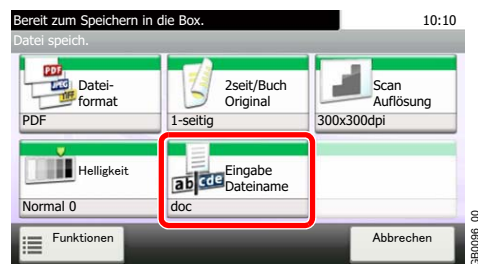 Bereit zum Speichern in die Box. 10:10
Datei speich.
PDF
JPEG
TIFF
Datei-
format
PDF
2seit/Buch
Original
1-seitig
Scan
Auflösung
300x300dpi
Helligkeit
Normal 0
ab cde
Eingabe
Dateiname
doc
Funktionen
Abbrechen
GB0096_00